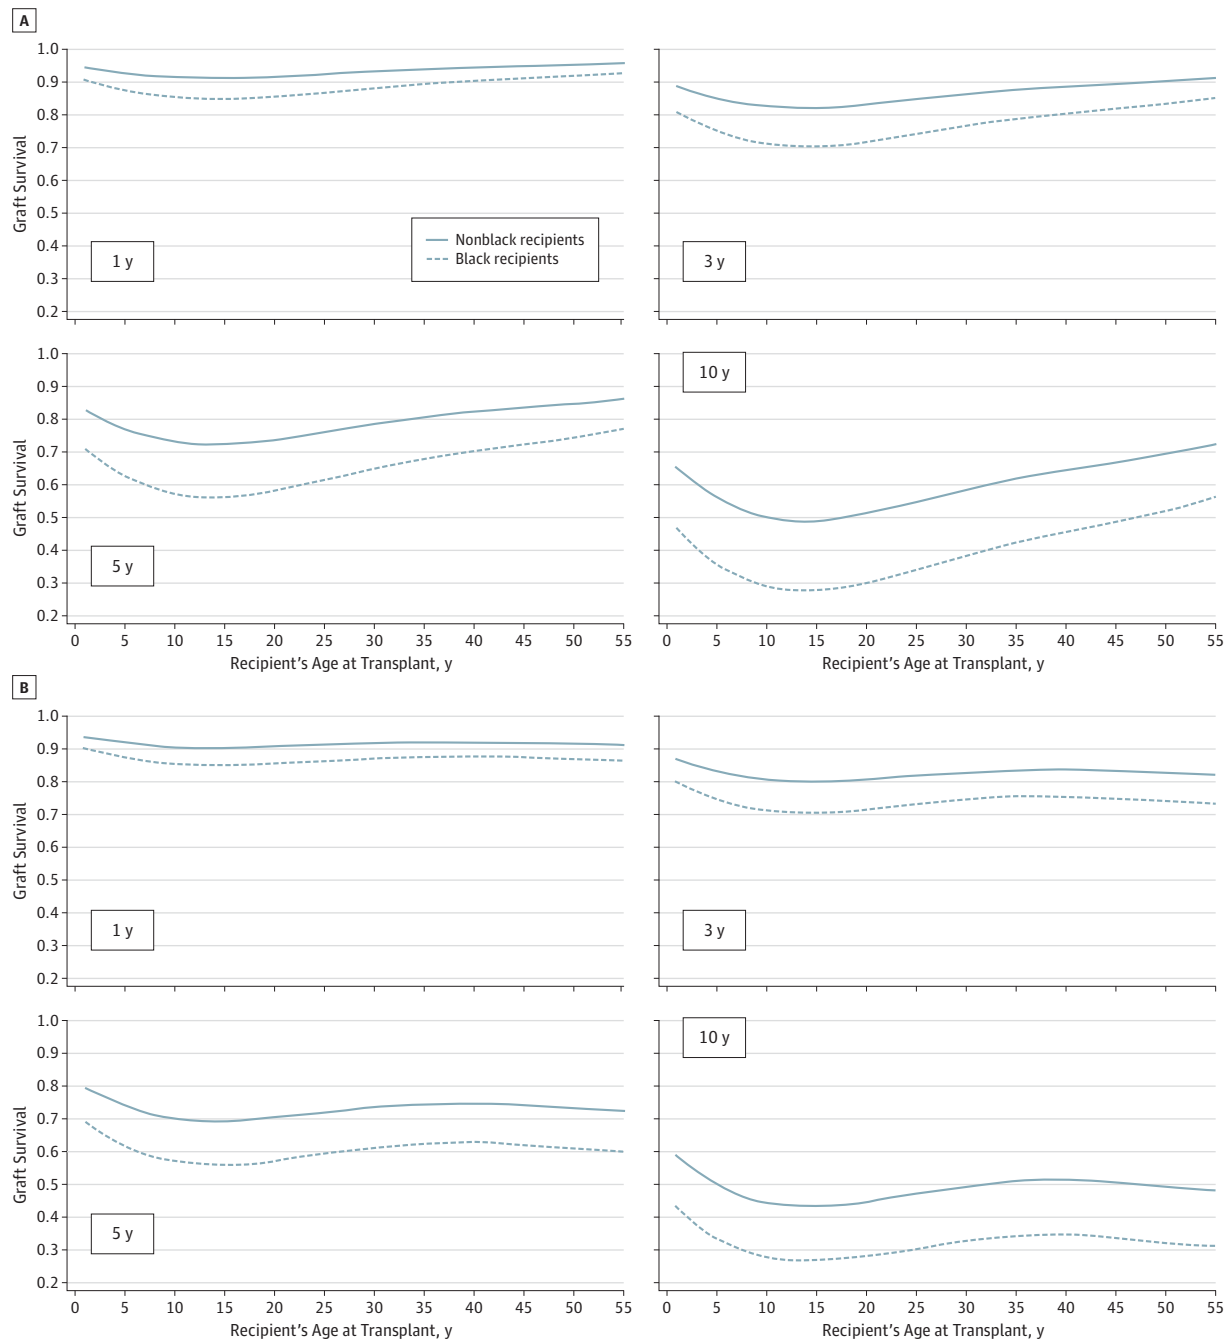 A
1.0
0.9
0.8
0.7
0.6
0.5
0.4
0.3
0.2
Graft Survival
1 y
Nonblack recipients
Black recipients
3 y
1.0
0.9
0.8
0.7
0.6
0.5
0.4
0.3
0.2
Graft Survival
5 y
0 5 10 15 20 25 30 35 40 45 50 55
Recipient's Age at Transplant, y
10 y
0 5 10 15 20 25 30 35 40 45 50 55
Recipient's Age at Transplant, y
B
1.0
0.9
0.8
0.7
0.6
0.5
0.4
0.3
0.2
Graft Survival
1 y
3 y
1.0
0.9
0.8
0.7
0.6
0.5
0.4
0.3
0.2
Graft Survival
5 y
0 5 10 15 20 25 30 35 40 45 50 55
Recipient's Age at Transplant, y
10 y
0 5 10 15 20 25 30 35 40 45 50 55
Recipient's Age at Transplant, y